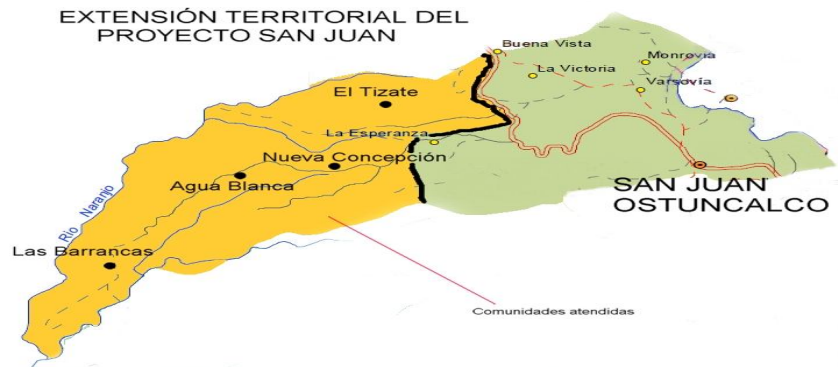 EXTENSIÓN TERRITORIAL DEL
PROYECTO SAN JUAN
Buena Vista
Monrovia
La Victoria
Varsovia
El Tizate
La Esperanza
Nueva Concepción
Agua Blanca
SAN JUAN
OSTUNCALCO
Río Naranjo
Las Barrancas
Comunidades atendidas